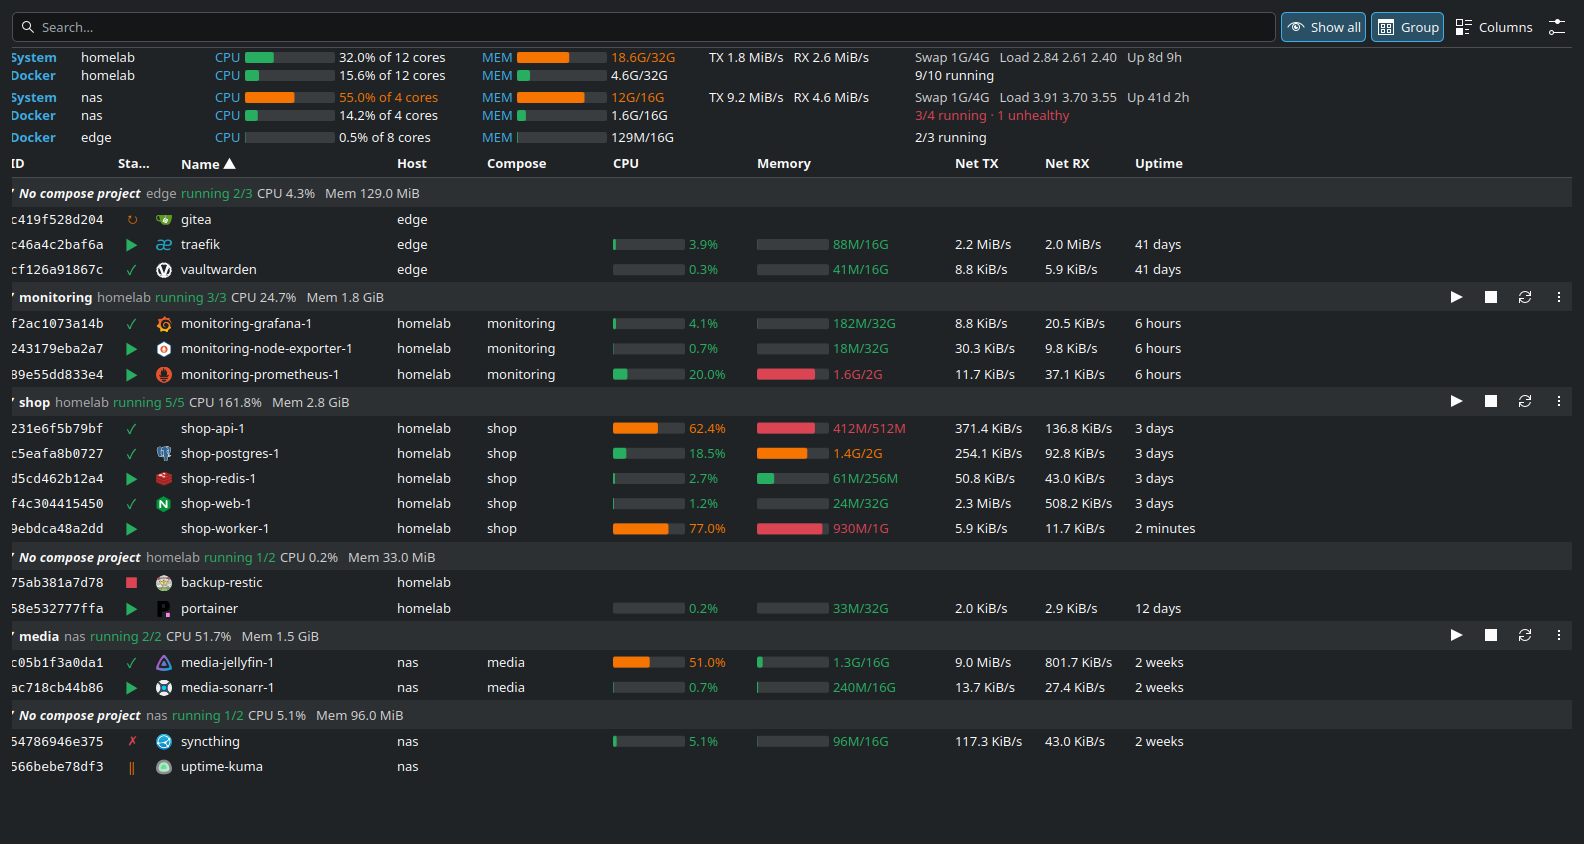 Search...
Show all
Group
Columns
System homelab CPU 32.0% of 12 cores MEM 18.6G/32G TX 1.8 MiB/s RX 2.6 MiB/s Swap 1G/4G Load 2.84 2.61 2.40 Up 8d 9h
Docker homelab CPU 15.6% of 12 cores MEM 4.6G/32G 9/10 running
System nas CPU 55.0% of 4 cores MEM 12G/16G TX 9.2 MiB/s RX 4.6 MiB/s Swap 1G/4G Load 3.91 3.70 3.55 Up 41d 2h
Docker nas CPU 14.2% of 4 cores MEM 1.6G/16G 3/4 running · 1 unhealthy
Docker edge CPU 0.5% of 8 cores MEM 129M/16G 2/3 running
ID Sta... Name Host Compose CPU Memory Net TX Net RX Uptime
No compose project edge running 2/3 CPU 4.3% Mem 129.0 MiB
c419f528d204 gitea edge
c46a4c2baf6a traefik edge 3.9% 88M/16G 2.2 MiB/s 2.0 MiB/s 41 days
cf126a91867c vaultwarden edge 0.3% 41M/16G 8.8 KiB/s 5.9 KiB/s 41 days
monitoring homelab running 3/3 CPU 24.7% Mem 1.8 GiB
f2ac1073a14b monitoring-grafana-1 homelab monitoring 4.1% 182M/32G 8.8 KiB/s 20.5 KiB/s 6 hours
243179eba2a7 monitoring-node-exporter-1 homelab monitoring 0.7% 18M/32G 30.3 KiB/s 9.8 KiB/s 6 hours
89e55dd833e4 monitoring-prometheus-1 homelab monitoring 20.0% 1.6G/2G 11.7 KiB/s 37.1 KiB/s 6 hours
shop homelab running 5/5 CPU 161.8% Mem 2.8 GiB
231e6f5b79bf shop-api-1 homelab shop 62.4% 412M/512M 371.4 KiB/s 136.8 KiB/s 3 days
c5eafa8b0727 shop-postgres-1 homelab shop 18.5% 1.4G/2G 254.1 KiB/s 92.8 KiB/s 3 days
d5cd462b12a4 shop-redis-1 homelab shop 2.7% 61M/256M 50.8 KiB/s 43.0 KiB/s 3 days
f4c304415450 shop-web-1 homelab shop 1.2% 24M/32G 2.3 MiB/s 508.2 KiB/s 3 days
9ebdca48a2dd shop-worker-1 homelab shop 77.0% 930M/1G 5.9 KiB/s 11.7 KiB/s 2 minutes
No compose project homelab running 1/2 CPU 0.2% Mem 33.0 MiB
75ab381a7d78 backup-restic homelab
58e532777ffa portainer homelab 0.2% 33M/32G 2.0 KiB/s 2.9 KiB/s 12 days
media nas running 2/2 CPU 51.7% Mem 1.5 GiB
c05b1f3a0da1 media-jellyfin-1 nas media 51.0% 1.3G/16G 9.0 MiB/s 801.7 KiB/s 2 weeks
ac718cb44b86 media-sonarr-1 nas media 0.7% 240M/16G 13.7 KiB/s 27.4 KiB/s 2 weeks
No compose project nas running 1/2 CPU 5.1% Mem 96.0 MiB
54786946e375 syncthing nas 5.1% 96M/16G 117.3 KiB/s 43.0 KiB/s 2 weeks
566bebe78df3 uptime-kuma nas